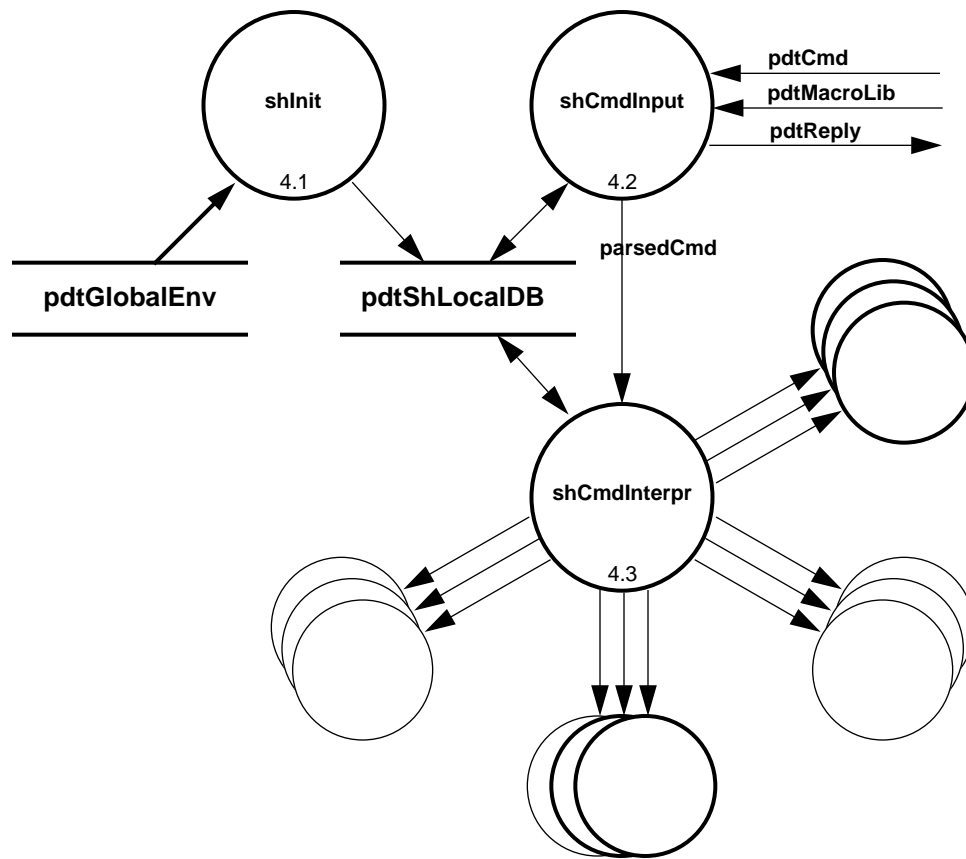 pdtCmd
shInit
shCmdInput
pdtMacroLib
pdtReply
4.1
4.2
parsedCmd
pdtGlobalEnv
pdtShLocalDB
shCmdInterpr
4.3